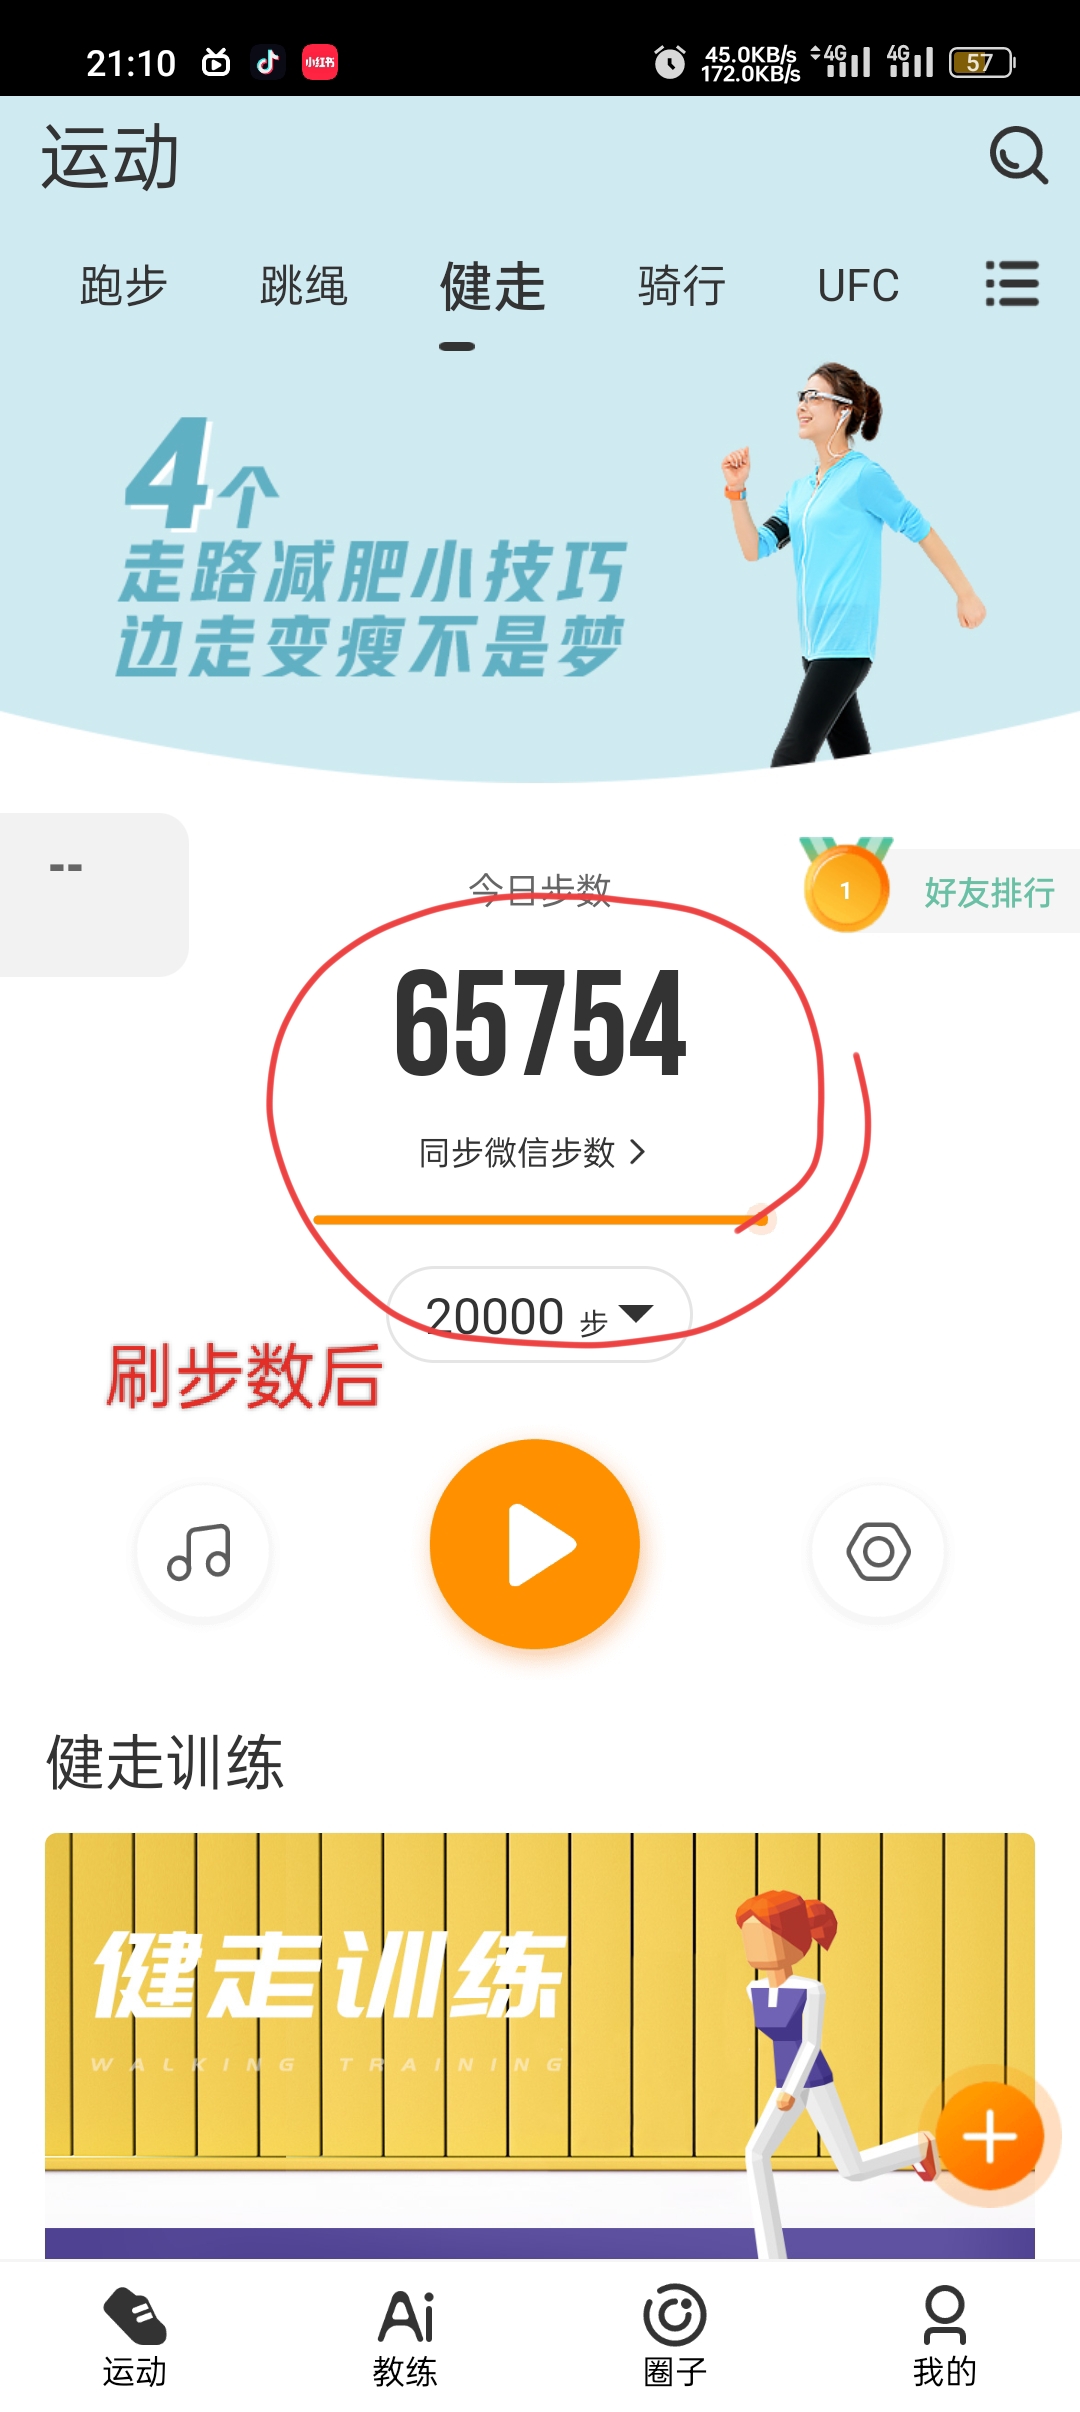 21:10
小红书
45.0KB/s
172.0KB/s
4G
4G
57
运动
跑步
跳绳
健走
骑行
UFC
4个
走路减肥小技巧
边走变瘦不是梦
--
今日步数
1
好友排行
65754
同步微信步数
20000 步
刷步数后
健走训练
健走训练
WALKING TRAINING
运动
Ai
教练
圈子
我的